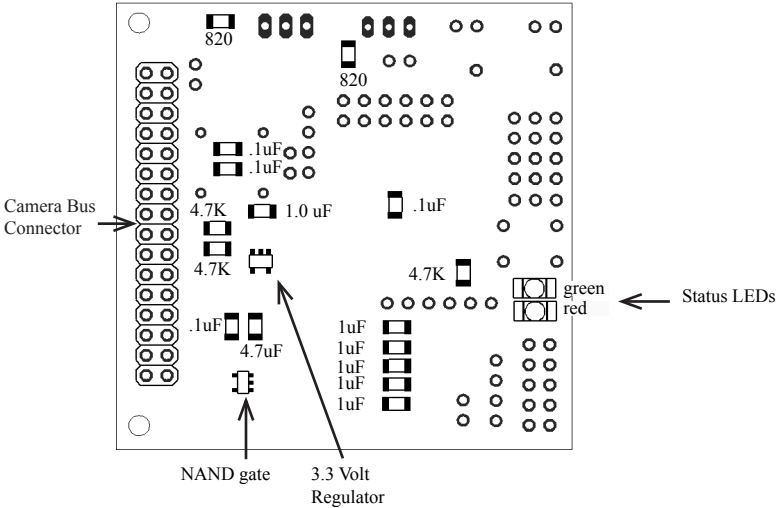 820
820
.1uF
.1uF
Camera Bus
Connector
4.7K
1.0 uF
.1uF
4.7K
4.7K
green
red
Status LEDs
.1uF
4.7uF
1uF
1uF
1uF
1uF
1uF
NAND gate
3.3 Volt
Regulator